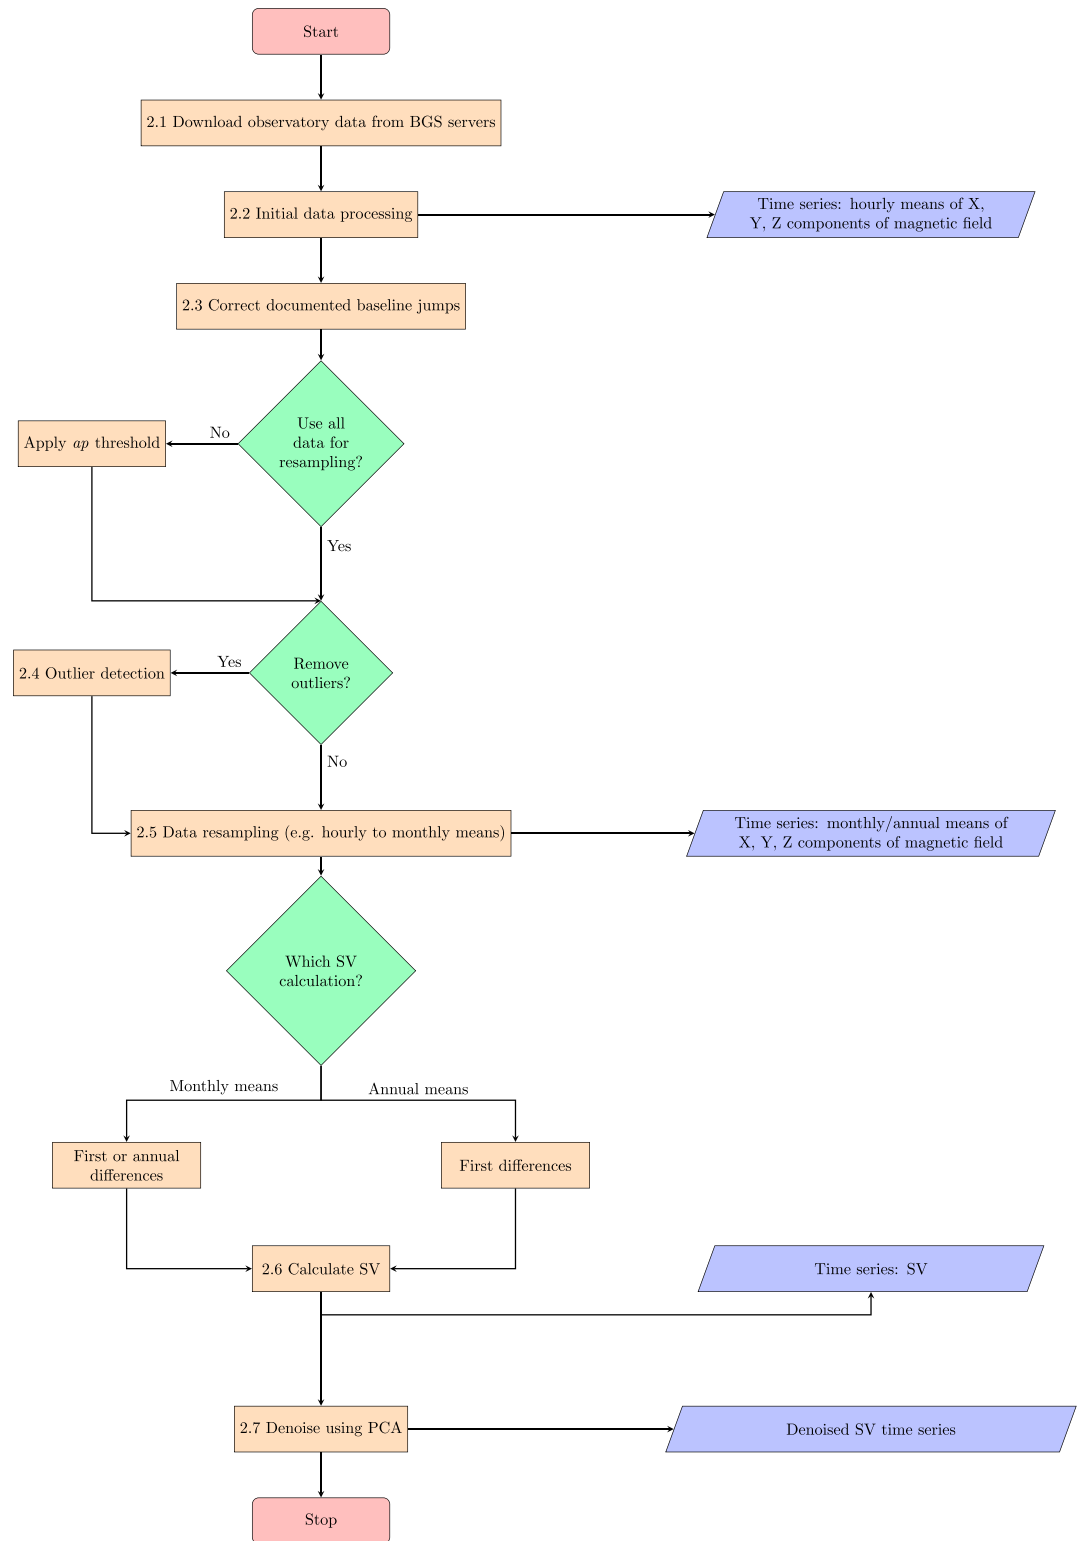 Start
2.1 Download observatory data from BGS servers
2.2 Initial data processing
Time series: hourly means of X,
Y, Z components of magnetic field
2.3 Correct documented baseline jumps
Use all
data for
resampling?
No
Apply ap threshold
Yes
Remove
outliers?
Yes
2.4 Outlier detection
No
2.5 Data resampling (e.g. hourly to monthly means)
Time series: monthly/annual means of
X, Y, Z components of magnetic field
Which SV
calculation?
Monthly means
Annual means
First or annual
differences
First differences
2.6 Calculate SV
Time series: SV
2.7 Denoise using PCA
Denoised SV time series
Stop